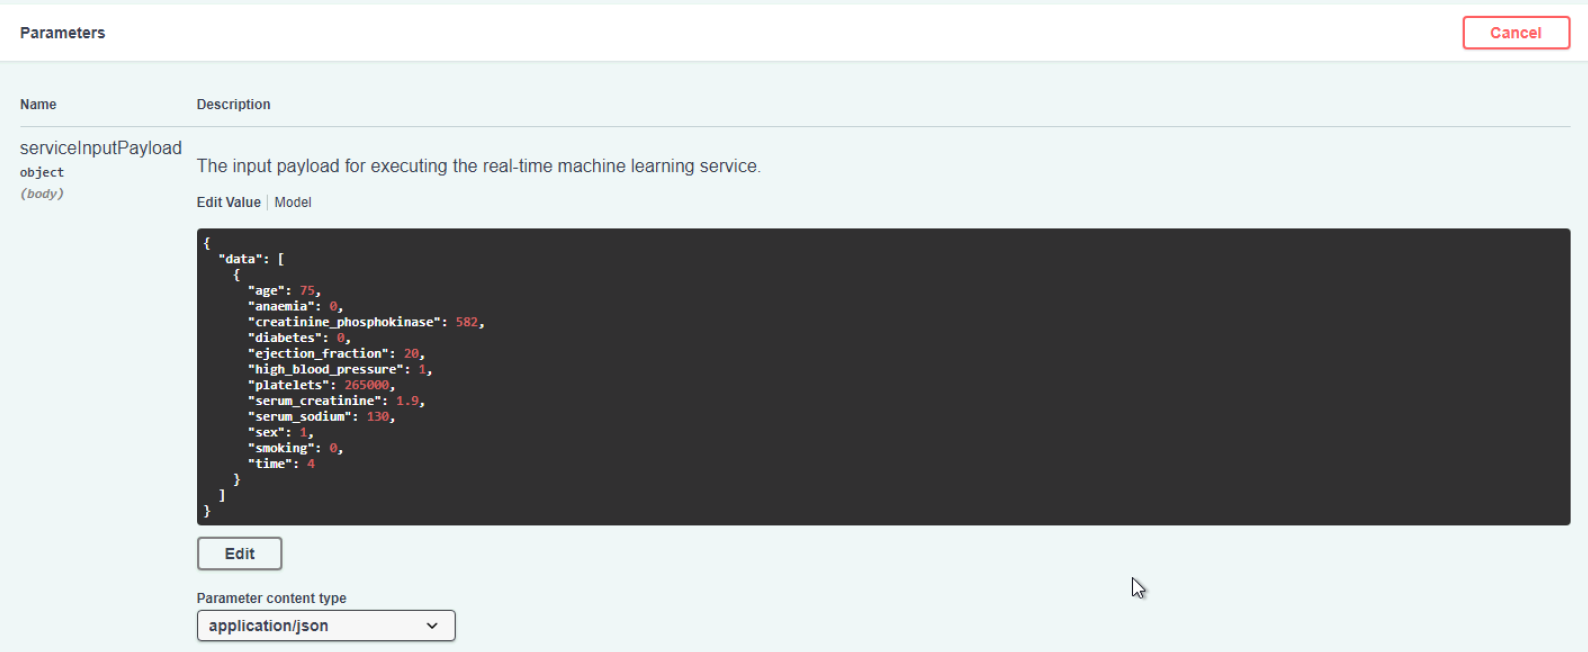 Parameters
Cancel
Name Description
serviceInputPayload
object
(body)
The input payload for executing the real-time machine learning service.
Edit Value | Model
{
  "data": [
    {
      "age": 75,
      "anaemia": 0,
      "creatinine_phosphokinase": 582,
      "diabetes": 0,
      "ejection_fraction": 20,
      "high_blood_pressure": 1,
      "platelets": 265000,
      "serum_creatinine": 1.9,
      "serum_sodium": 130,
      "sex": 1,
      "smoking": 0,
      "time": 4
    }
  ]
}
Edit
Parameter content type
application/json